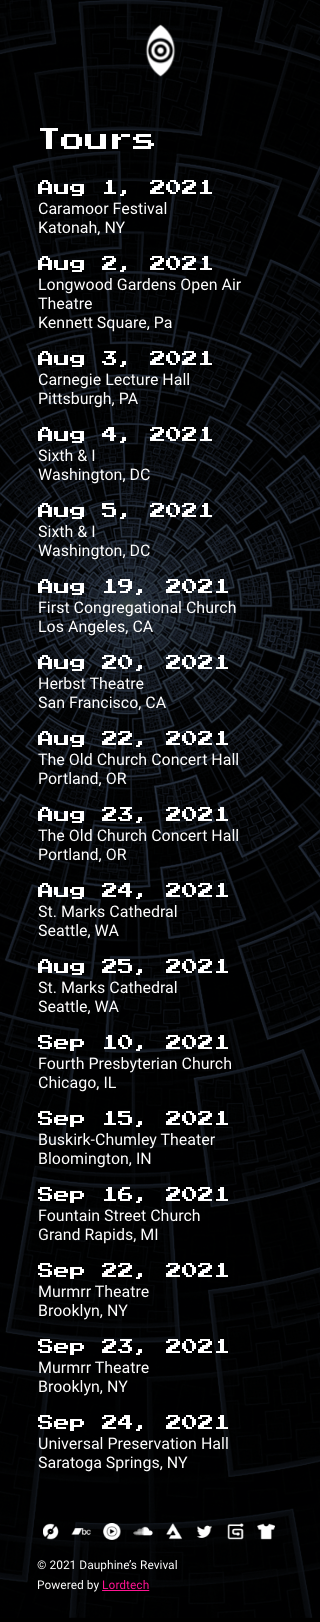 Tours
Aug 1, 2021
Caramoor Festival
Katonah, NY
Aug 2, 2021
Longwood Gardens Open Air
Theatre
Kennett Square, Pa
Aug 3, 2021
Carnegie Lecture Hall
Pittsburgh, PA
Aug 4, 2021
Sixth & I
Washington, DC
Aug 5, 2021
Sixth & I
Washington, DC
Aug 19, 2021
First Congregational Church
Los Angeles, CA
Aug 20, 2021
Herbst Theatre
San Francisco, CA
Aug 22, 2021
The Old Church Concert Hall
Portland, OR
Aug 23, 2021
The Old Church Concert Hall
Portland, OR
Aug 24, 2021
St. Marks Cathedral
Seattle, WA
Aug 25, 2021
St. Marks Cathedral
Seattle, WA
Sep 10, 2021
Fourth Presbyterian Church
Chicago, IL
Sep 15, 2021
Buskirk-Chumley Theater
Bloomington, IN
Sep 16, 2021
Fountain Street Church
Grand Rapids, MI
Sep 22, 2021
Murmrr Theatre
Brooklyn, NY
Sep 23, 2021
Murmrr Theatre
Brooklyn, NY
Sep 24, 2021
Universal Preservation Hall
Saratoga Springs, NY
bc
© 2021 Dauphine’s Revival
Powered by Lordtech